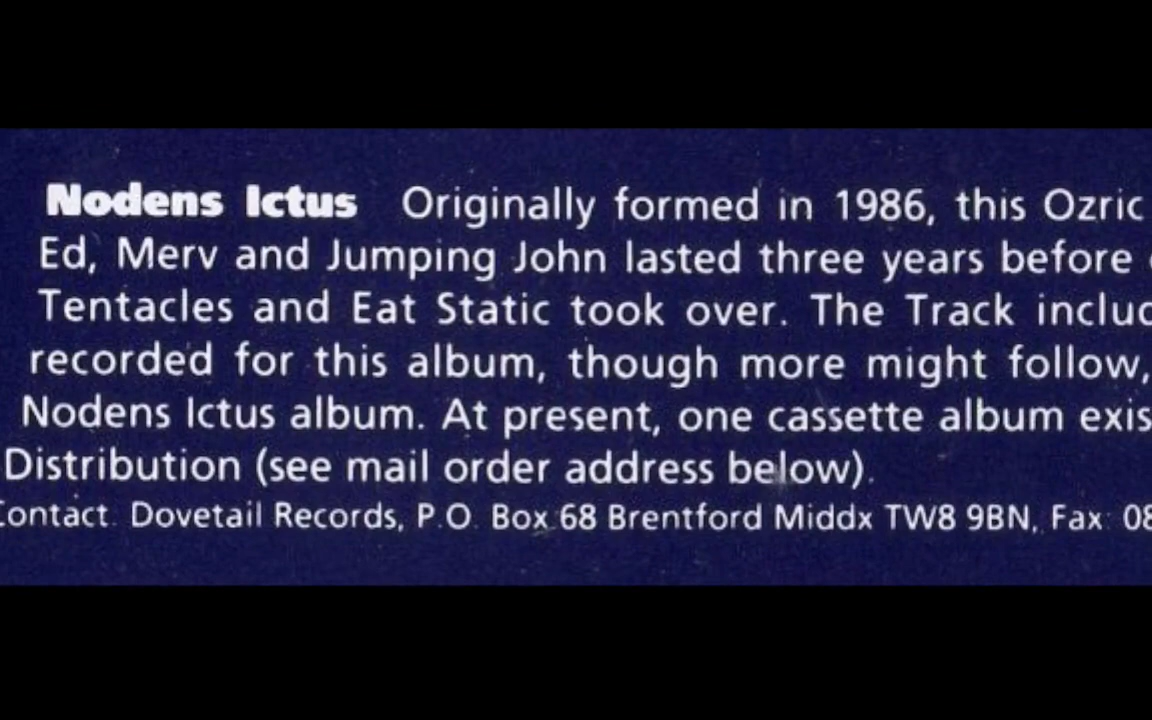 Nodens Ictus Originally formed in 1986, this Ozric
Ed, Merv and Jumping John lasted three years before
Tentacles and Eat Static took over. The Track includ
recorded for this album, though more might follow,
Nodens Ictus album. At present, one cassette album exis
Distribution (see mail order address below).
Contact. Dovetail Records, P.O. Box 68 Brentford Middx TW8 9BN, Fax: 08